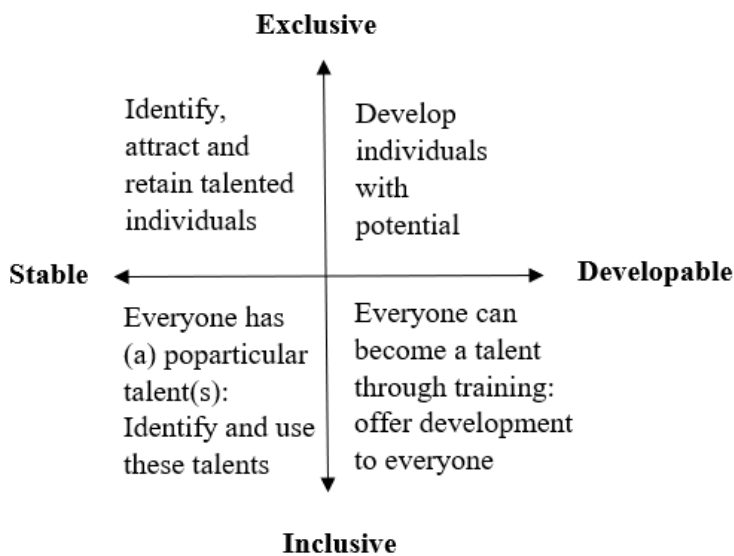 Exclusive
Identify,
attract and
retain talented
individuals
Develop
individuals
with
potential
Stable
Developable
Everyone has
(a) poparticular
talent(s):
Identify and use
these talents
Everyone can
become a talent
through training:
offer development
to everyone
Inclusive